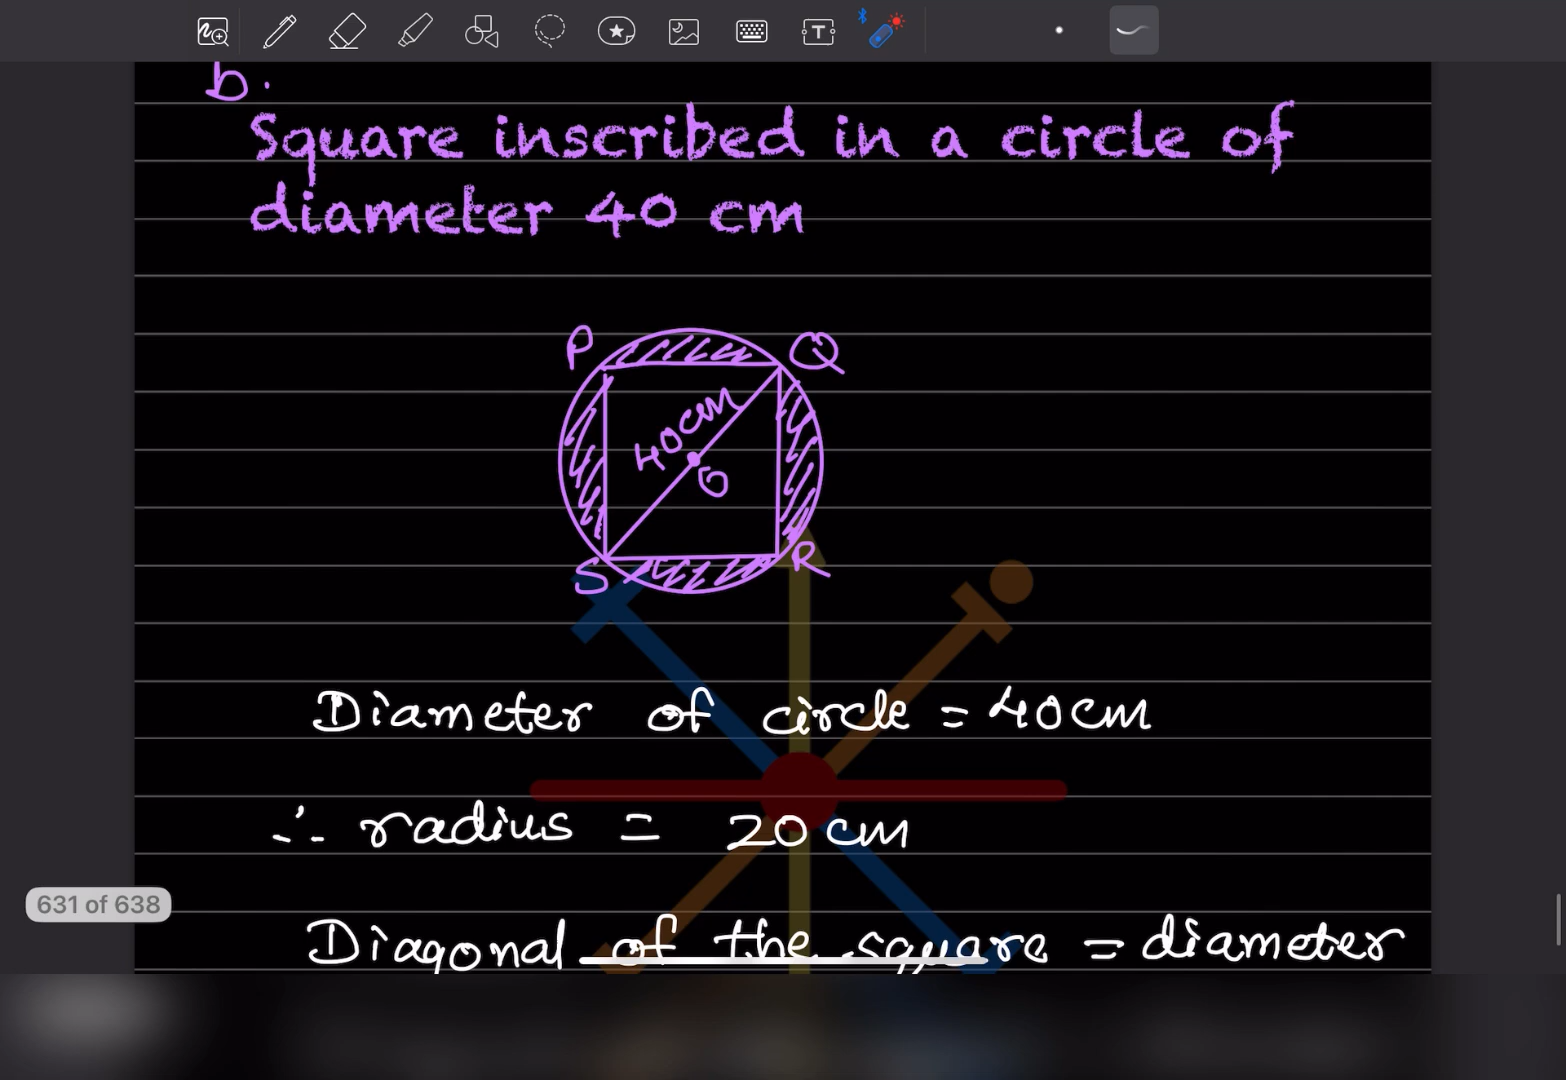 b.
Square inscribed in a circle of
diameter 40 cm
P
Q
40cm
O
S
R
Diameter of circle = 40cm
∴ radius = 20 cm
631 of 638
Diagonal of the square = diameter